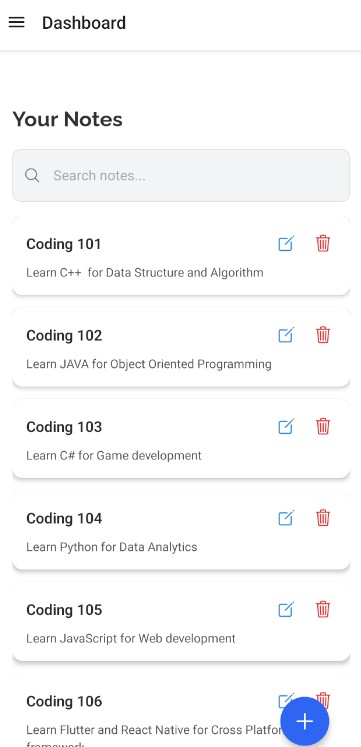 Dashboard
Your Notes
Search notes...
Coding 101
Learn C++  for Data Structure and Algorithm
Coding 102
Learn JAVA for Object Oriented Programming
Coding 103
Learn C# for Game development
Coding 104
Learn Python for Data Analytics
Coding 105
Learn JavaScript for Web development
Coding 106
Learn Flutter and React Native for Cross
framework